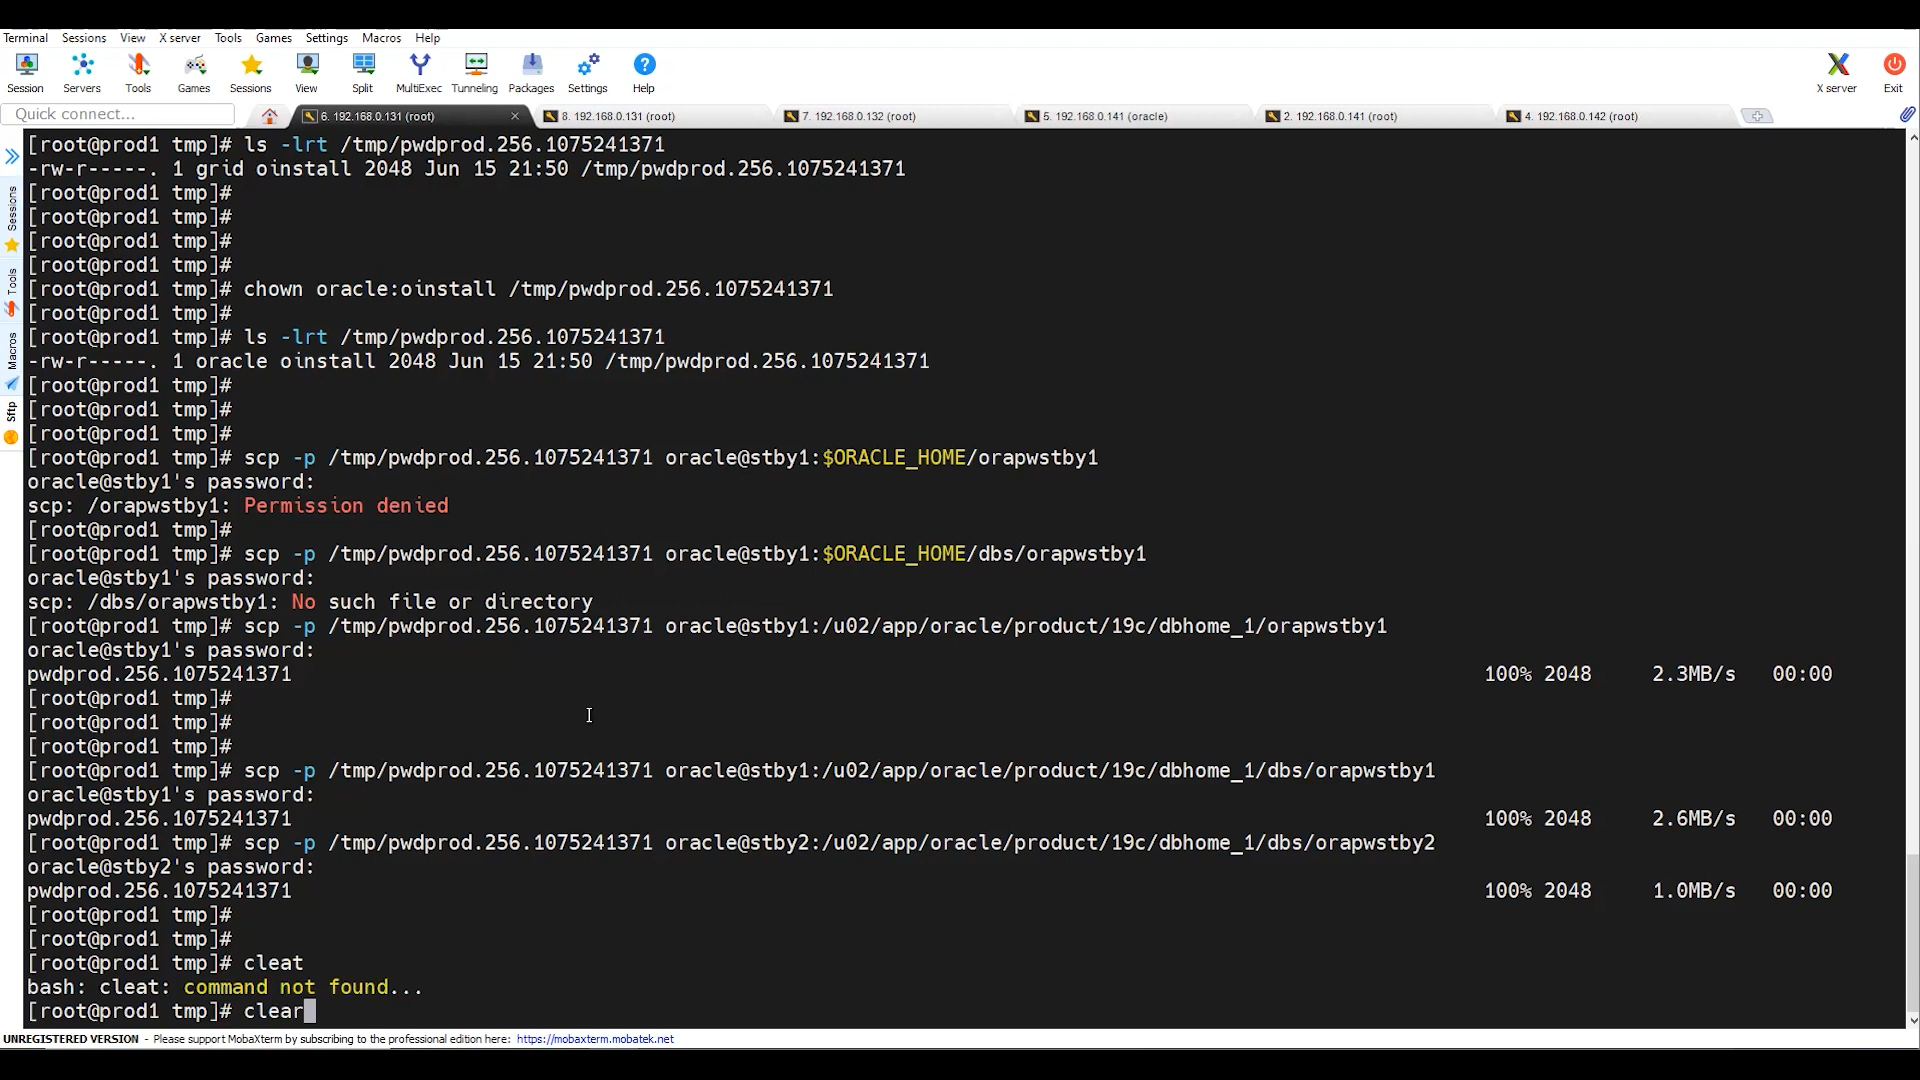 Terminal Sessions View X server Tools Games Settings Macros Help
Session Servers Tools Games Sessions View Split MultiExec Tunneling Packages Settings Help X server Exit
Quick connect... 6. 192.168.0.131 (root) 8. 192.168.0.131 (root) 7. 192.168.0.132 (root) 5. 192.168.0.141 (oracle) 2. 192.168.0.141 (root) 4. 192.168.0.142 (root)
Sessions
Tools
Macros
Sftp
[root@prod1 tmp]# ls -lrt /tmp/pwdprod.256.1075241371
-rw-r-----. 1 grid oinstall 2048 Jun 15 21:50 /tmp/pwdprod.256.1075241371
[root@prod1 tmp]#
[root@prod1 tmp]#
[root@prod1 tmp]#
[root@prod1 tmp]#
[root@prod1 tmp]# chown oracle:oinstall /tmp/pwdprod.256.1075241371
[root@prod1 tmp]#
[root@prod1 tmp]# ls -lrt /tmp/pwdprod.256.1075241371
-rw-r-----. 1 oracle oinstall 2048 Jun 15 21:50 /tmp/pwdprod.256.1075241371
[root@prod1 tmp]#
[root@prod1 tmp]#
[root@prod1 tmp]#
[root@prod1 tmp]# scp -p /tmp/pwdprod.256.1075241371 oracle@stby1:$ORACLE_HOME/orapwstby1
oracle@stby1's password:
scp: /orapwstby1: Permission denied
[root@prod1 tmp]#
[root@prod1 tmp]# scp -p /tmp/pwdprod.256.1075241371 oracle@stby1:$ORACLE_HOME/dbs/orapwstby1
oracle@stby1's password:
scp: /dbs/orapwstby1: No such file or directory
[root@prod1 tmp]# scp -p /tmp/pwdprod.256.1075241371 oracle@stby1:/u02/app/oracle/product/19c/dbhome_1/orapwstby1
oracle@stby1's password:
pwdprod.256.1075241371 100% 2048 2.3MB/s 00:00
[root@prod1 tmp]#
[root@prod1 tmp]#
[root@prod1 tmp]#
[root@prod1 tmp]# scp -p /tmp/pwdprod.256.1075241371 oracle@stby1:/u02/app/oracle/product/19c/dbhome_1/dbs/orapwstby1
oracle@stby1's password:
pwdprod.256.1075241371 100% 2048 2.6MB/s 00:00
[root@prod1 tmp]# scp -p /tmp/pwdprod.256.1075241371 oracle@stby2:/u02/app/oracle/product/19c/dbhome_1/dbs/orapwstby2
oracle@stby2's password:
pwdprod.256.1075241371 100% 2048 1.0MB/s 00:00
[root@prod1 tmp]#
[root@prod1 tmp]#
[root@prod1 tmp]# cleat
bash: cleat: command not found...
[root@prod1 tmp]# clear
UNREGISTERED VERSION - Please support MobaXterm by subscribing to the professional edition here: https://mobaxterm.mobatek.net